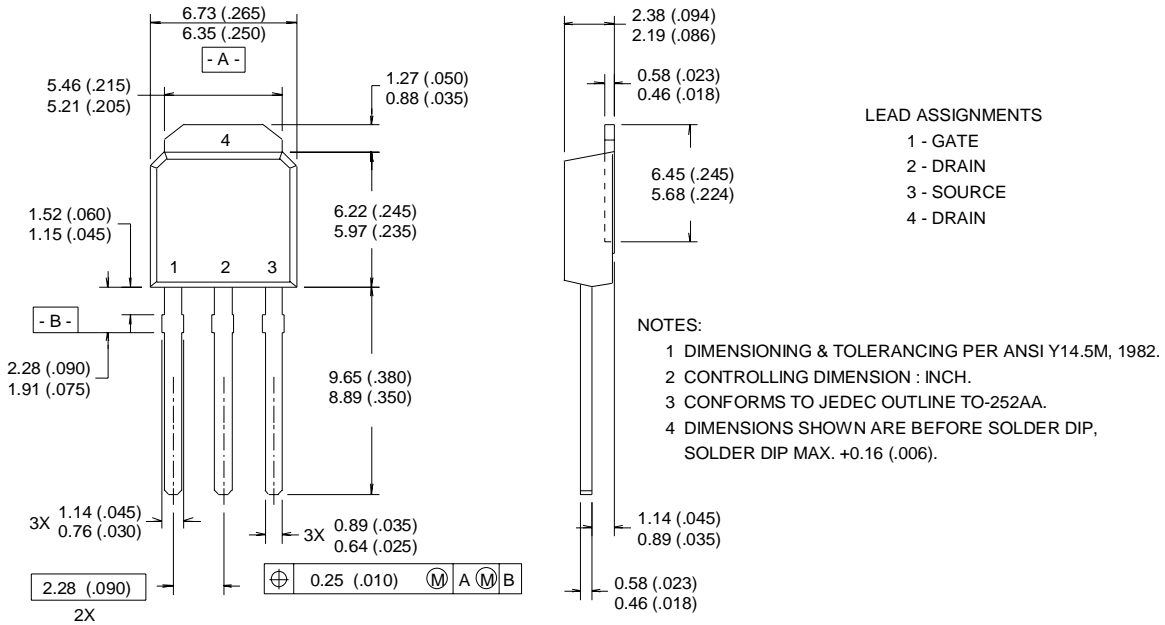 6.73 (.265)
6.35 (.250)
- A -
5.46 (.215)
5.21 (.205)
1.27 (.050)
0.88 (.035)
4
6.22 (.245)
5.97 (.235)
1.52 (.060)
1.15 (.045)
1 2 3
- B -
2.28 (.090)
1.91 (.075)
9.65 (.380)
8.89 (.350)
3X 1.14 (.045)
0.76 (.030)
3X 0.89 (.035)
0.64 (.025)
2.28 (.090)
2X
0.25 (.010) M A M B
2.38 (.094)
2.19 (.086)
0.58 (.023)
0.46 (.018)
6.45 (.245)
5.68 (.224)
1.14 (.045)
0.89 (.035)
0.58 (.023)
0.46 (.018)
LEAD ASSIGNMENTS
1 - GATE
2 - DRAIN
3 - SOURCE
4 - DRAIN
NOTES:
1 DIMENSIONING & TOLERANCING PER ANSI Y14.5M, 1982.
2 CONTROLLING DIMENSION : INCH.
3 CONFORMS TO JEDEC OUTLINE TO-252AA.
4 DIMENSIONS SHOWN ARE BEFORE SOLDER DIP,
SOLDER DIP MAX. +0.16 (.006).